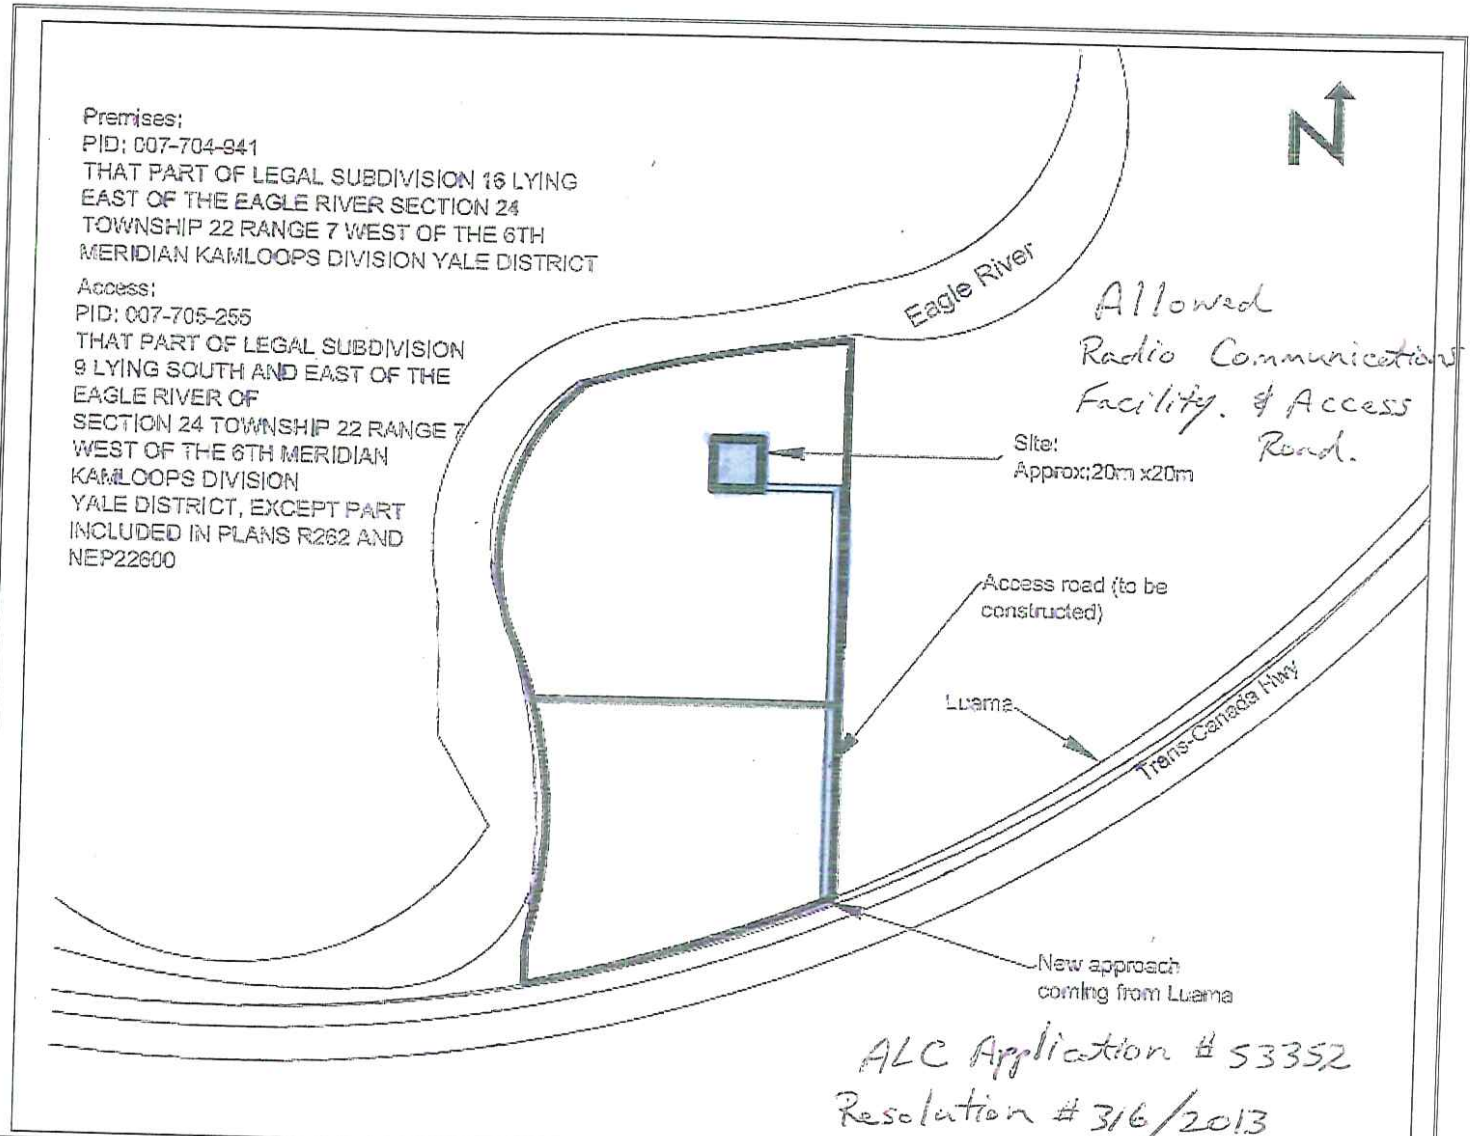 Premises:
PID: 007-704-941
THAT PART OF LEGAL SUBDIVISION 16 LYING
EAST OF THE EAGLE RIVER SECTION 24
TOWNSHIP 22 RANGE 7 WEST OF THE 6TH
MERIDIAN KAMLOOPS DIVISION YALE DISTRICT
Access:
PID: 007-705-255
THAT PART OF LEGAL SUBDIVISION
9 LYING SOUTH AND EAST OF THE
EAGLE RIVER OF
SECTION 24 TOWNSHIP 22 RANGE 7
WEST OF THE 6TH MERIDIAN
KAMLOOPS DIVISION
YALE DISTRICT, EXCEPT PART
INCLUDED IN PLANS R262 AND
NEP22600
N
Eagle River
Allowed
Radio Communications
Facility. & Access
Road.
Site:
Approx;20m x20m
Access road (to be
constructed)
Luama
Trans-Canada Hwy
New approach
coming from Luama
ALC Application # 53352
Resolution # 316/2013